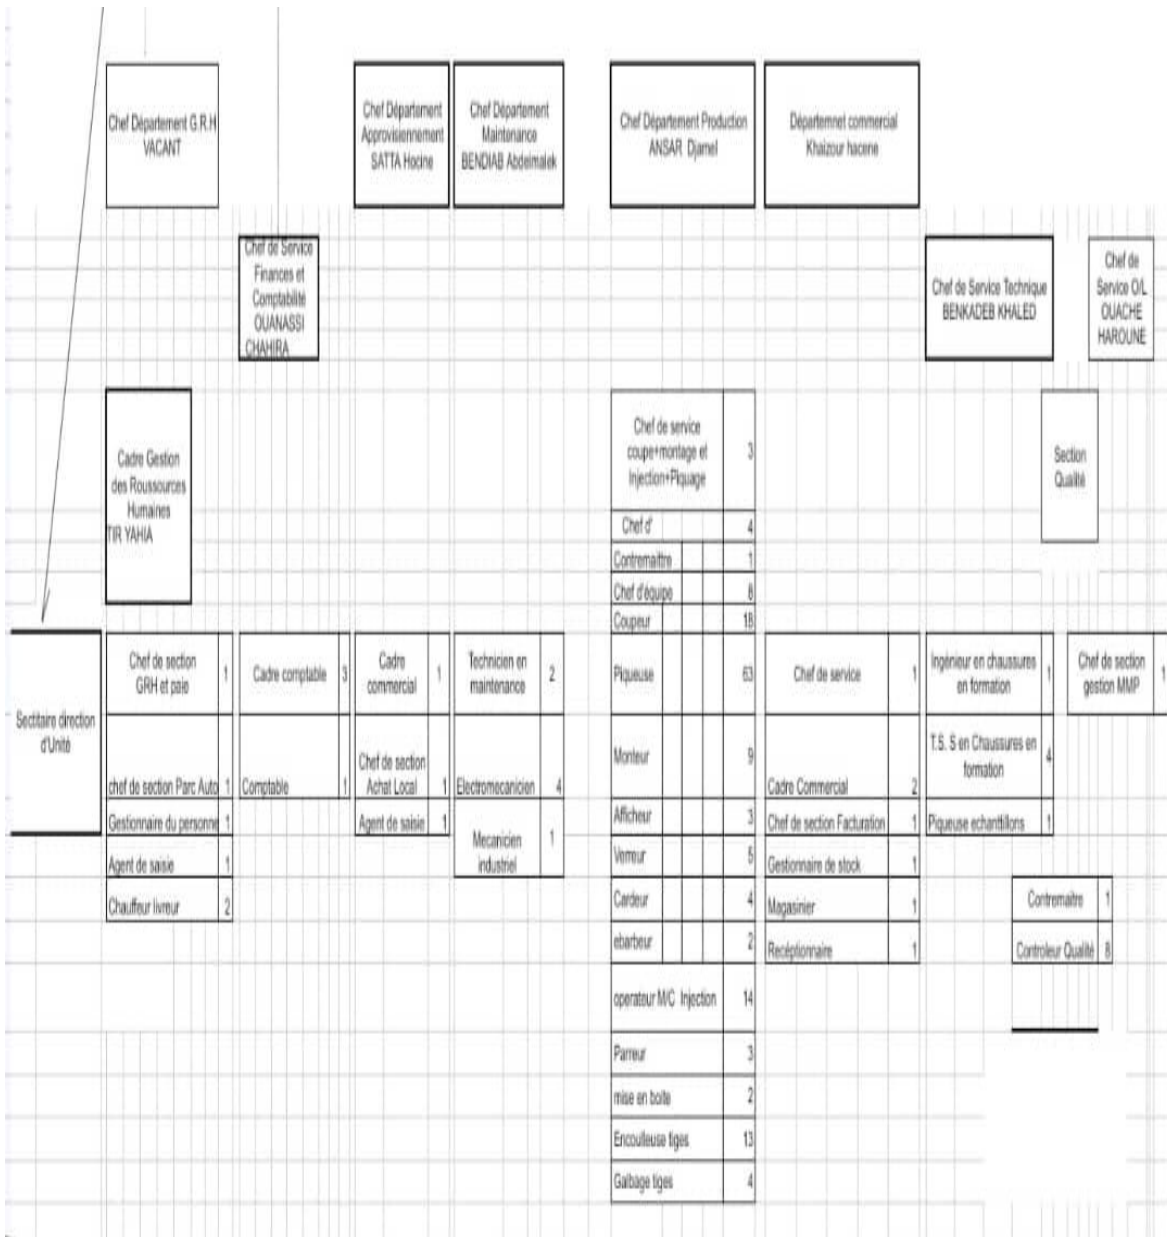 Chef Département G.R.H
VACANT
Chef Département
Approvisiennement
SATTA Hocine
Chef Département
Maintenance
BENDIAB Abdelmalek
Chef Département Production
ANSAR Djamel
Départemnet commercial
Khaizour hacene
Chef de Service
Finances et
Comptabilité
OUANASSI
CHAHIRA
Chef de Service Technique
BENKADEB KHALED
Chef de
Service O/L
OUACHE
HAROUNE
Cadre Gestion
des Roussources
Humaines
TIR YAHIA
Chef de service
coupe+montage et
Injection+Piquage
3
Section
Qualité
Chef d' 4
Contremaittre 1
Chef d'équipe 8
Coupeur 18
Sectitaire direction
d'Unité
Chef de section
GRH et paie
1
chef de section Parc Auto 1
Gestionnaire du personne 1
Agent de saisie 1
Chauffeur livreur 2
Cadre comptable 3
Comptable 1
Cadre
commercial
1
Chef de section
Achat Local 1
Agent de saisie 1
Technicien en
maintenance
2
Electromecanicien 4
Mecanicien
industriel
1
Piqueuse 63
Monteur 9
Afficheur 3
Verreur 5
Cardeur 4
ebarbeur 2
operateur M/C Injection 14
Parreur 3
mise en boite 2
Encoulleuse tiges 13
Galbage tiges 4
Chef de service 1
Cadre Commercial 2
Chef de section Facturation 1
Gestionnaire de stock 1
Magasinier 1
Recéptionnaire 1
Ingénieur en chaussures
en formation
1
T.S. S en Chaussures en
formation
4
Piqueuse echanttillons 1
Chef de section
gestion MMP
1
Contremaitre 1
Controleur Qualité 8